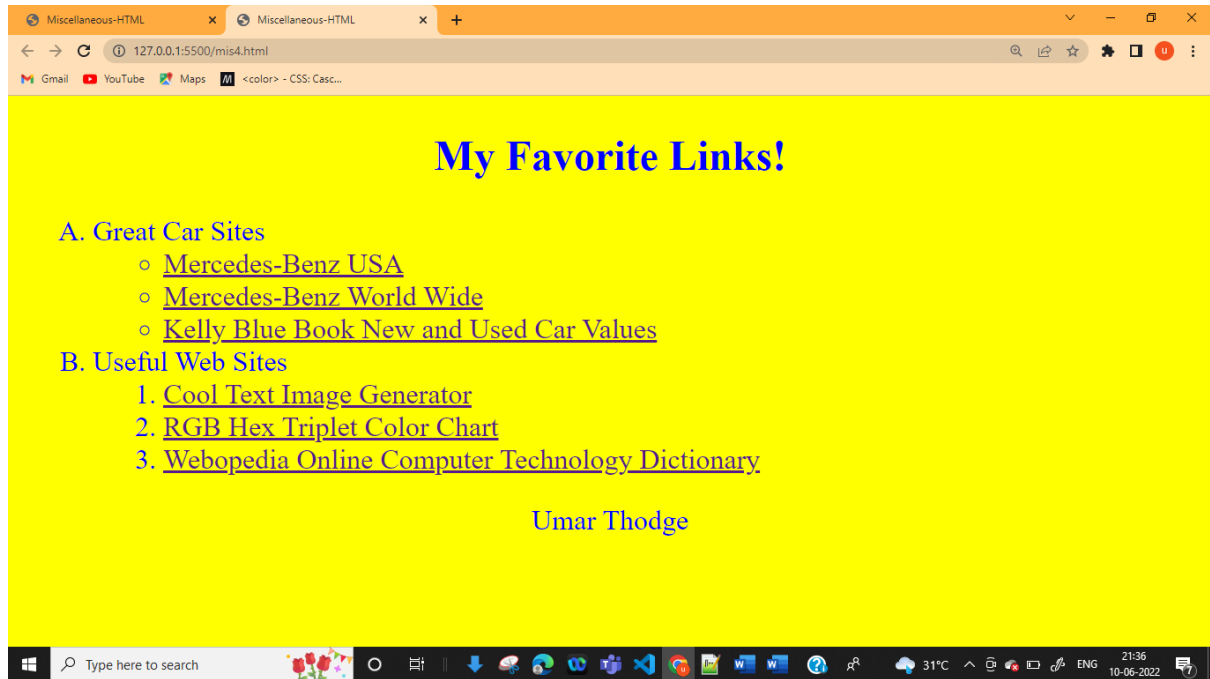 Miscellaneous-HTML
Miscellaneous-HTML
127.0.0.1:5500/mis4.html
u
Gmail YouTube Maps <color> - CSS: Casc...
My Favorite Links!
A. Great Car Sites
Mercedes-Benz USA
Mercedes-Benz World Wide
Kelly Blue Book New and Used Car Values
B. Useful Web Sites
1. Cool Text Image Generator
2. RGB Hex Triplet Color Chart
3. Webopedia Online Computer Technology Dictionary
Umar Thodge
Type here to search
31°C
ENG
21:36
10-06-2022
7